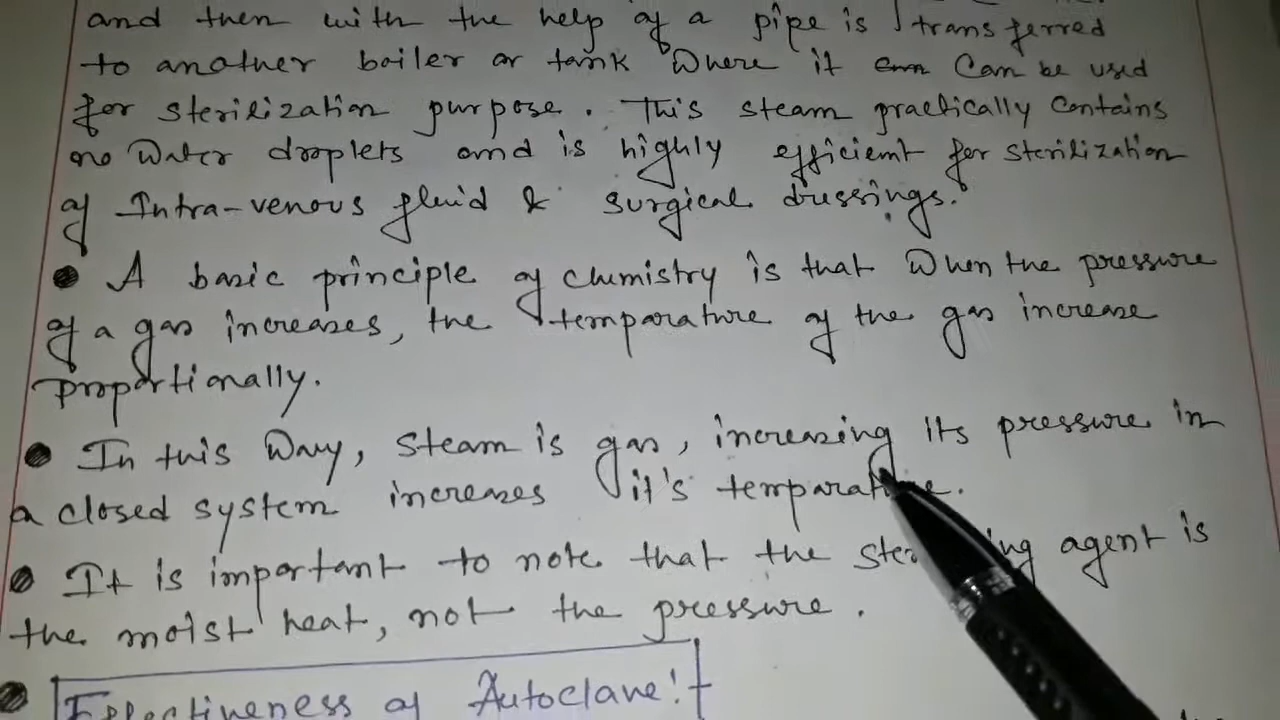 and then with the help of a pipe is transferred
to another boiler or tank Where it can Can be used
for sterilization purpose. This steam practically Contains
no Water droplets and is highly efficient for sterilization
of Intra-venous fluid & surgical dressings.
A basic principle of chemistry is that When the pressure
of a gas increases, the temparature of the gas increase
proportionally.
In this Way, Steam is gas, increasing its pressure in
a closed system increases it's temparature.
It is important to note that the agent is
the moist heat, not the pressure.
Effectiveness of Autoclave: